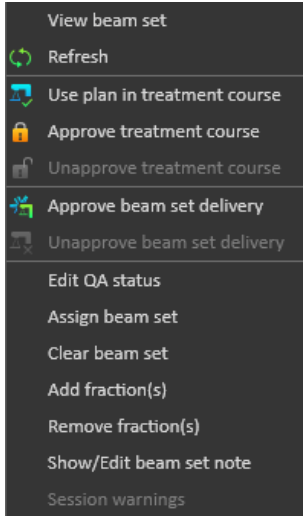 View beam set
Refresh
Use plan in treatment course
Approve treatment course
Unapprove treatment course
Approve beam set delivery
Unapprove beam set delivery
Edit QA status
Assign beam set
Clear beam set
Add fraction(s)
Remove fraction(s)
Show/Edit beam set note
Session warnings